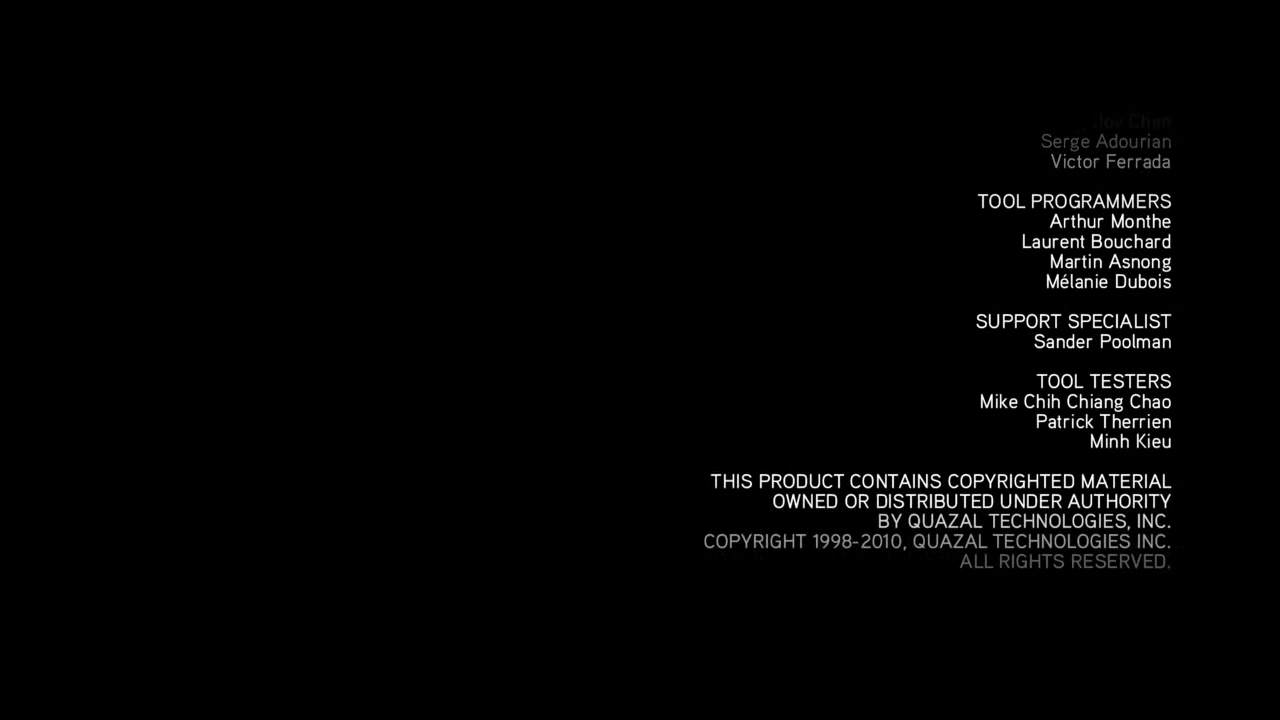 Joy Chen
Serge Adourian
Victor Ferrada
TOOL PROGRAMMERS
Arthur Monthe
Laurent Bouchard
Martin Asnong
Mélanie Dubois
SUPPORT SPECIALIST
Sander Poolman
TOOL TESTERS
Mike Chih Chiang Chao
Patrick Therrien
Minh Kieu
THIS PRODUCT CONTAINS COPYRIGHTED MATERIAL
OWNED OR DISTRIBUTED UNDER AUTHORITY
BY QUAZAL TECHNOLOGIES, INC.
COPYRIGHT 1998-2010, QUAZAL TECHNOLOGIES INC.
ALL RIGHTS RESERVED.